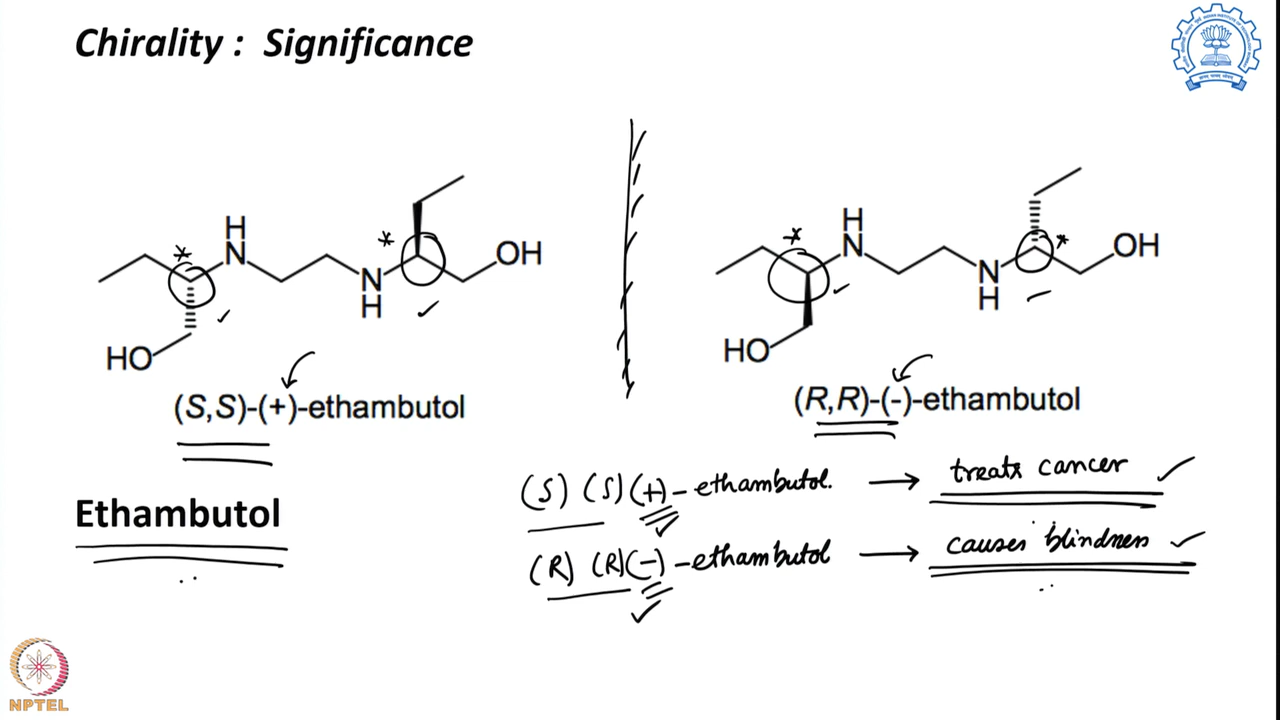 Chirality : Significance
H
N
N
H
OH
HO
*
*
(S,S)-(+)-ethambutol
H
N
N
H
OH
HO
*
*
(R,R)-(-)-ethambutol
Ethambutol
(S) (S) (+) - ethambutol. → treats cancer
(R) (R) (-) - ethambutol → causes blindness
NPTEL